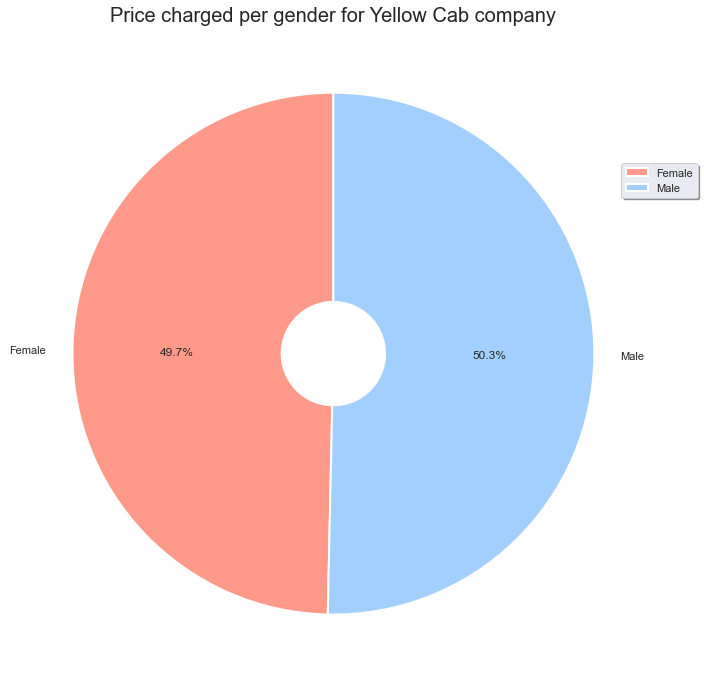 Price charged per gender for Yellow Cab company
Female
Male
Female
49.7%
50.3%
Male